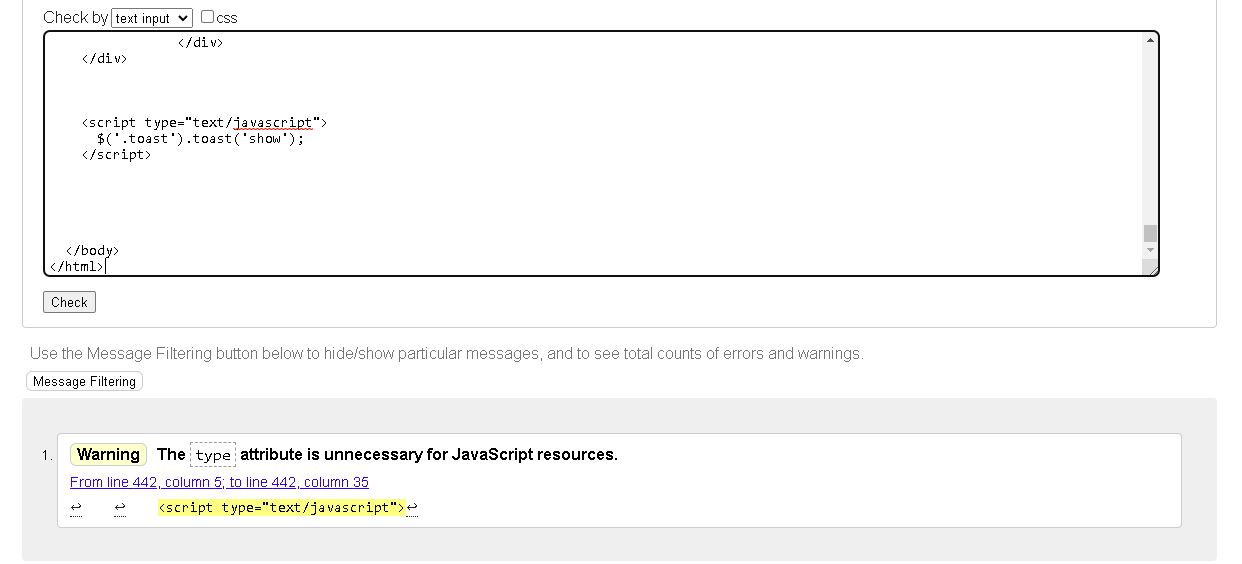 Check by text input css
</div>
</div>
<script type="text/javascript">
$('.toast').toast('show');
</script>
</body>
</html>
Check
Use the Message Filtering button below to hide/show particular messages, and to see total counts of errors and warnings.
Message Filtering
1. Warning The type attribute is unnecessary for JavaScript resources.
From line 442, column 5; to line 442, column 35
↩ ↩ <script type="text/javascript">↩